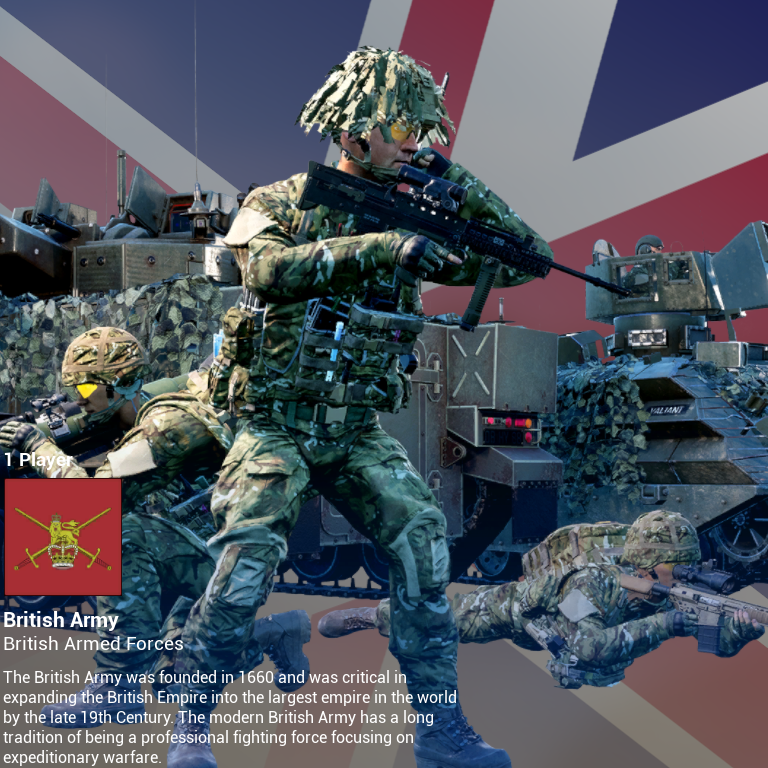 VALIANT
1 Player
British Army
British Armed Forces
The British Army was founded in 1660 and was critical in
expanding the British Empire into the largest empire in the world
by the late 19th Century. The modern British Army has a long
tradition of being a professional fighting force focusing on
expeditionary warfare.